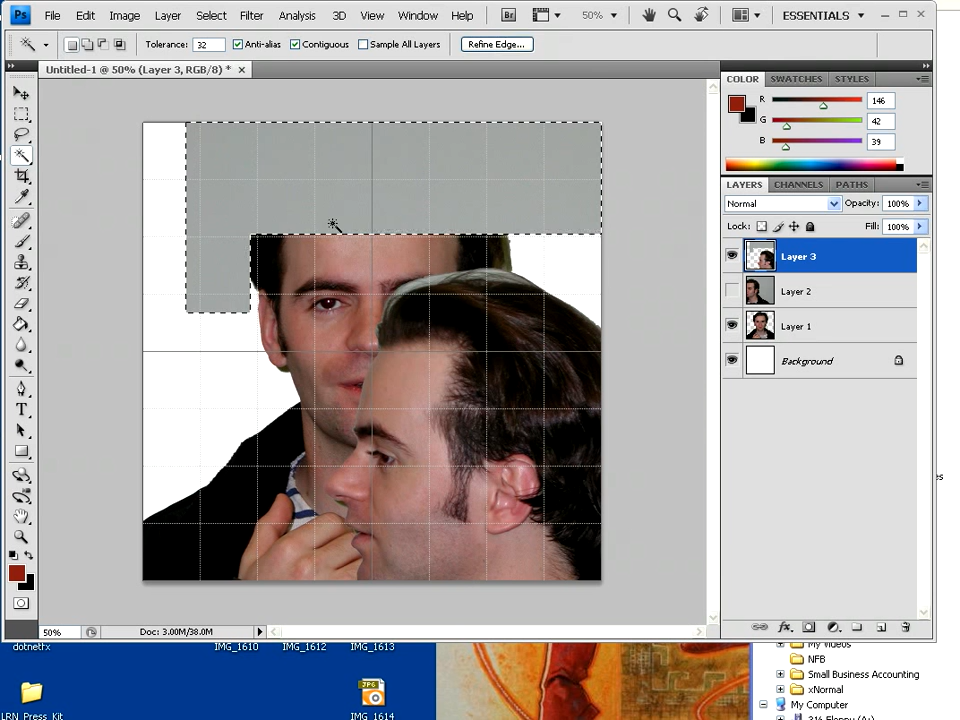 Ps File Edit Image Layer Select Filter Analysis 3D View Window Help Br 50% ESSENTIALS
Tolerance: 32 Anti-alias Contiguous Sample All Layers Refine Edge...
Untitled-1 @ 50% (Layer 3, RGB/8) *
COLOR SWATCHES STYLES
R 146
G 42
B 39
LAYERS CHANNELS PATHS
Normal Opacity: 100%
Lock: Fill: 100%
Layer 3
Layer 2
Layer 1
Background
50% Doc: 3.00M/38.0M
dotnetfx IMG_1610 IMG_1612 IMG_1613
My Videos
NFB
Small Business Accounting
xNormal
My Computer
LRN_Press_Kit IMG_1614